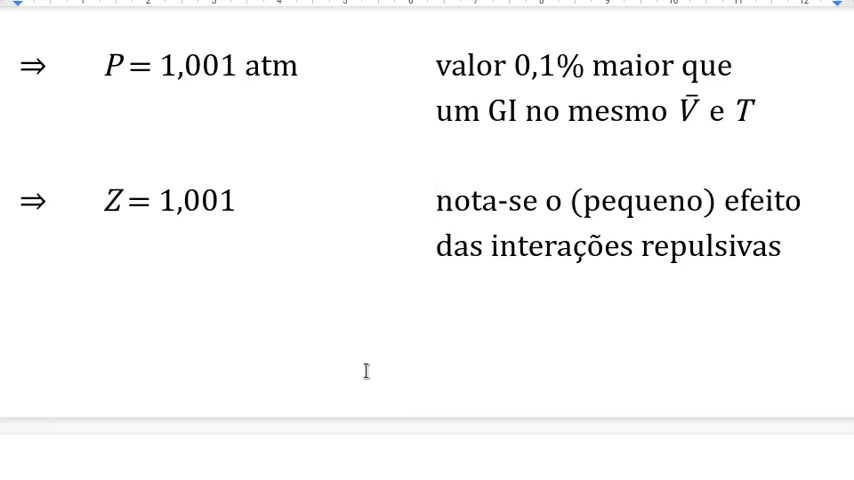 ⇒ P = 1,001 atm valor 0,1% maior que
um GI no mesmo V̄ e T
⇒ Z = 1,001 nota-se o (pequeno) efeito
das interações repulsivas